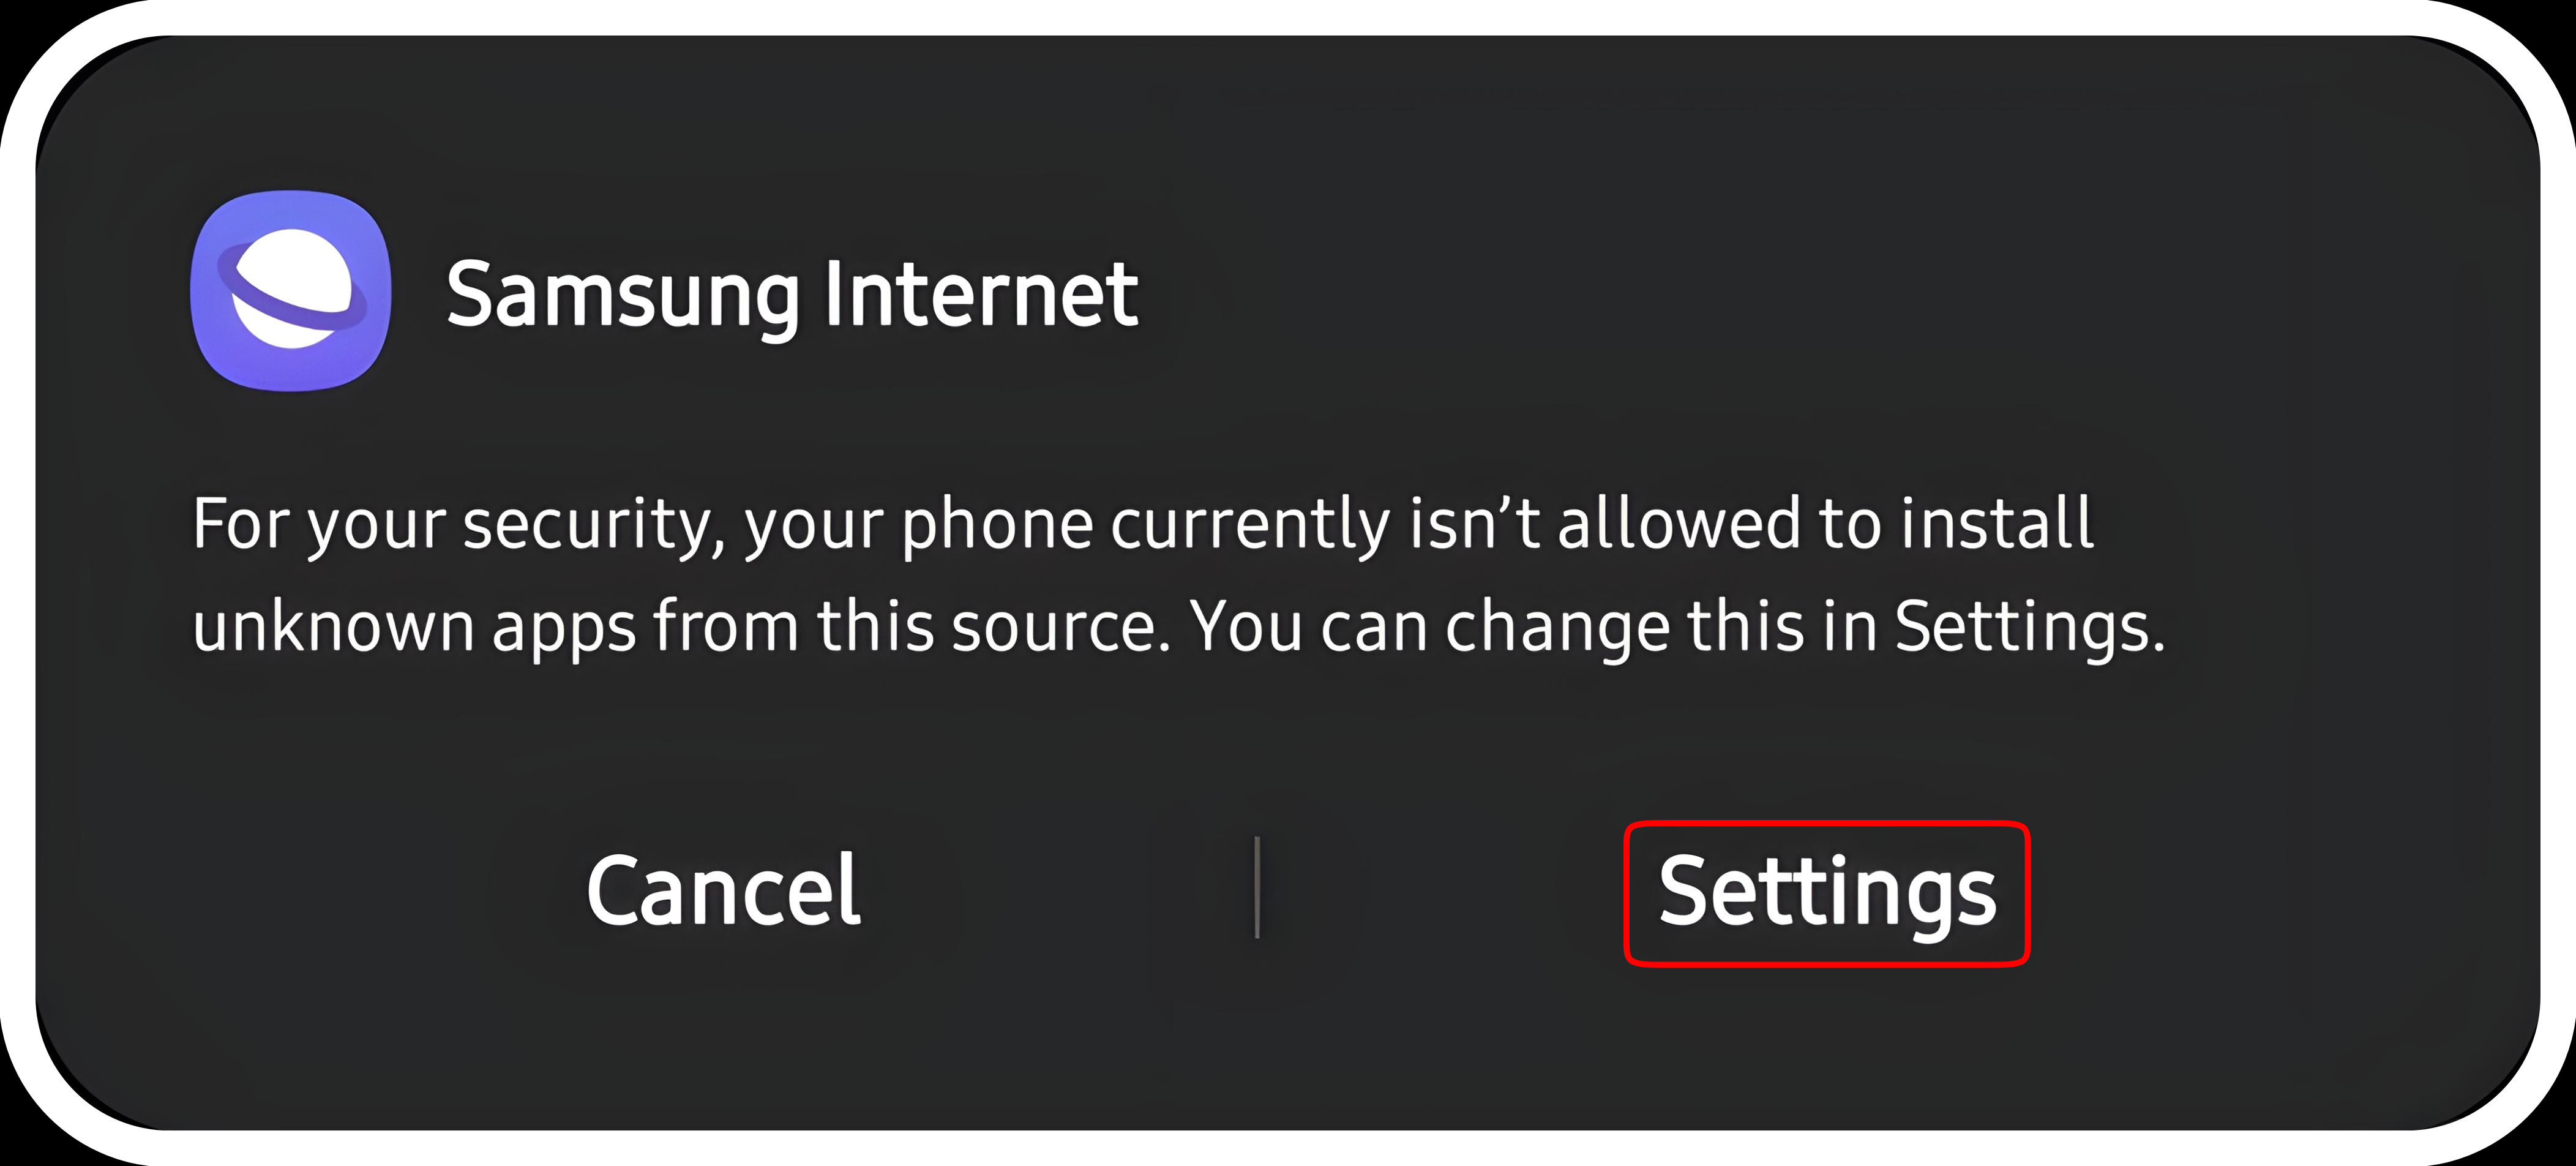 Samsung Internet
For your security, your phone currently isn’t allowed to install
unknown apps from this source. You can change this in Settings.
Cancel
Settings